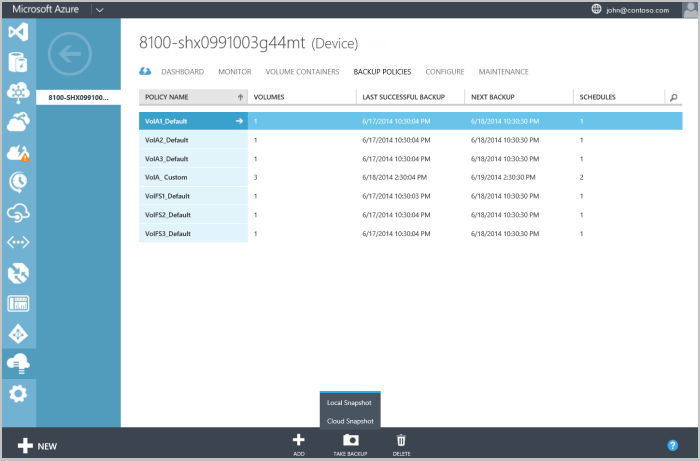 Microsoft Azure
john@contoso.com
8100-shx0991003g44mt (Device)
DASHBOARD MONITOR VOLUME CONTAINERS BACKUP POLICIES CONFIGURE MAINTENANCE
8100-SHX099100...
POLICY NAME VOLUMES LAST SUCCESSFUL BACKUP NEXT BACKUP SCHEDULES
VolA1_Default 1 6/17/2014 10:30:04 PM 6/18/2014 10:30:30 PM 1
VolA2_Default 1 6/17/2014 10:30:04 PM 6/18/2014 10:30:30 PM 1
VolA3_Default 1 6/17/2014 10:30:04 PM 6/18/2014 10:30:30 PM 1
VolA_ Custom 3 6/18/2014 2:30:04 PM 6/19/2014 2:30:30 PM 2
VolFS1_Default 1 6/17/2014 10:30:03 PM 6/18/2014 10:30:30 PM 1
VolFS2_Default 1 6/17/2014 10:30:04 PM 6/18/2014 10:30:30 PM 1
VolFS3_Default 1 6/17/2014 10:30:04 PM 6/18/2014 10:30:30 PM 1
Local Snapshot
Cloud Snapshot
NEW
ADD TAKE BACKUP DELETE
?